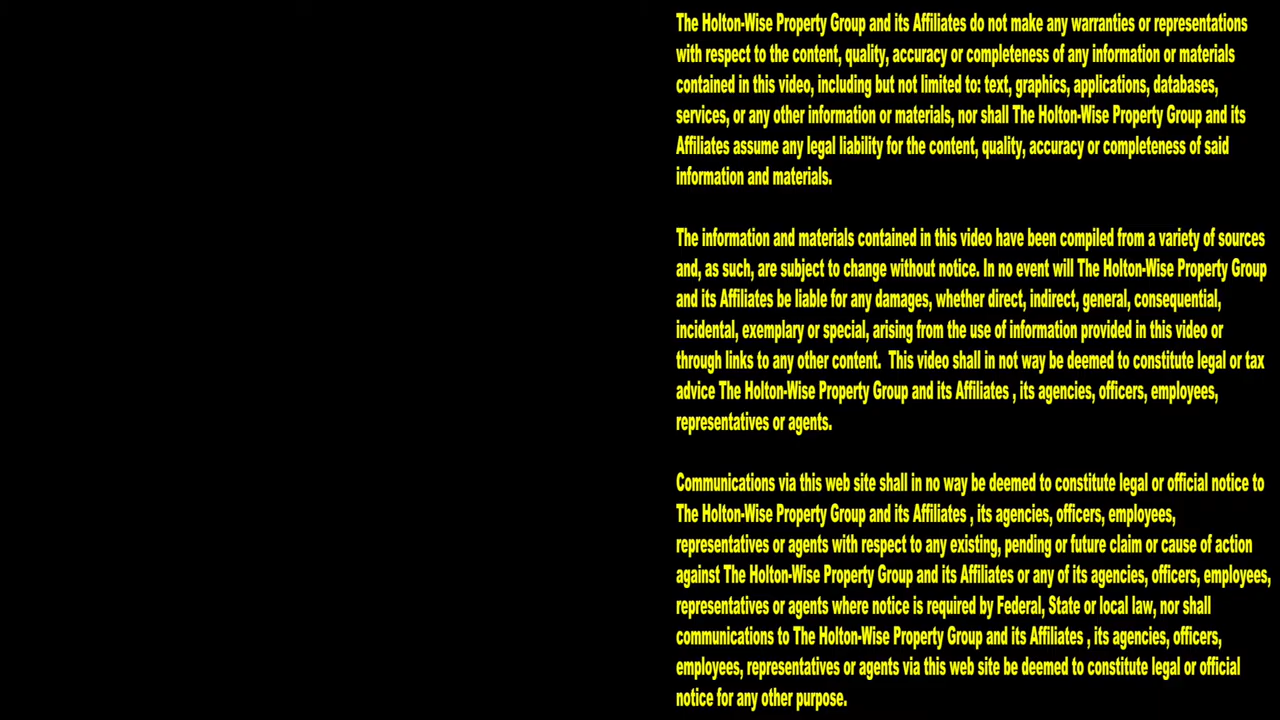 The Holton-Wise Property Group and its Affiliates do not make any warranties or representations
with respect to the content, quality, accuracy or completeness of any information or materials
contained in this video, including but not limited to: text, graphics, applications, databases,
services, or any other information or materials, nor shall The Holton-Wise Property Group and its
Affiliates assume any legal liability for the content, quality, accuracy or completeness of said
information and materials.
The information and materials contained in this video have been compiled from a variety of sources
and, as such, are subject to change without notice. In no event will The Holton-Wise Property Group
and its Affiliates be liable for any damages, whether direct, indirect, general, consequential,
incidental, exemplary or special, arising from the use of information provided in this video or
through links to any other content.  This video shall in not way be deemed to constitute legal or tax
advice The Holton-Wise Property Group and its Affiliates , its agencies, officers, employees,
representatives or agents.
Communications via this web site shall in no way be deemed to constitute legal or official notice to
The Holton-Wise Property Group and its Affiliates , its agencies, officers, employees,
representatives or agents with respect to any existing, pending or future claim or cause of action
against The Holton-Wise Property Group and its Affiliates or any of its agencies, officers, employees,
representatives or agents where notice is required by Federal, State or local law, nor shall
communications to The Holton-Wise Property Group and its Affiliates , its agencies, officers,
employees, representatives or agents via this web site be deemed to constitute legal or official
notice for any other purpose.